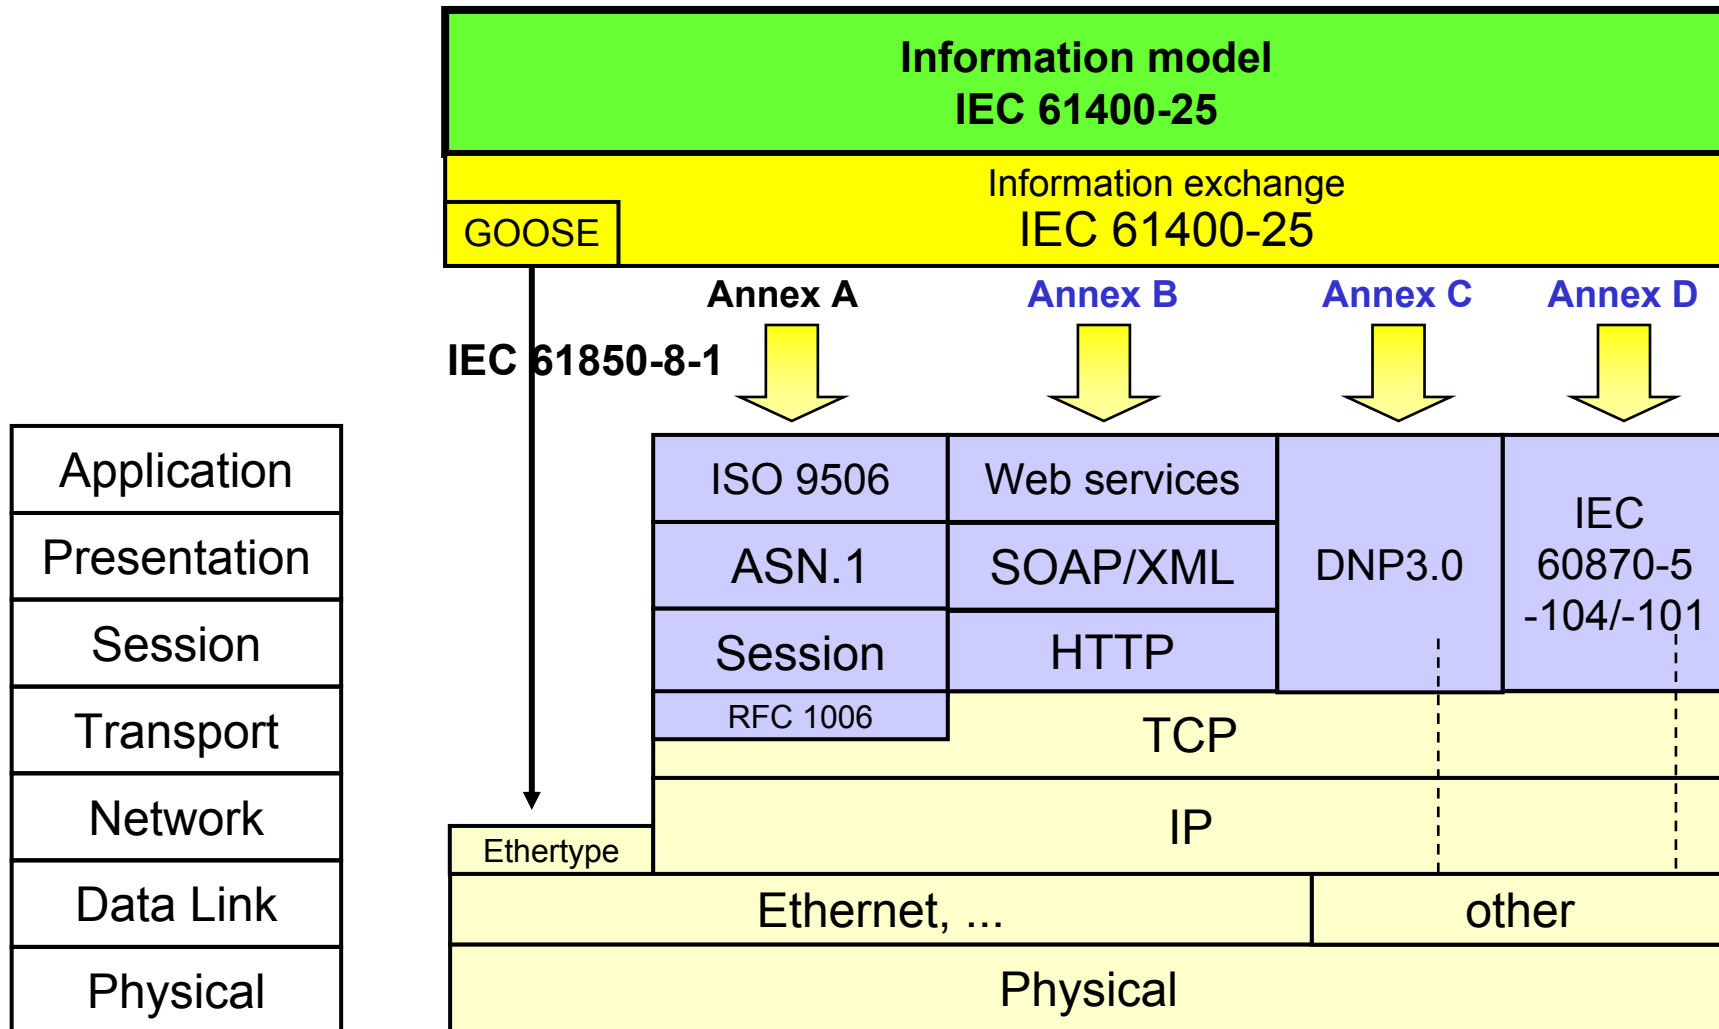 Information model
IEC 61400-25
Information exchange
IEC 61400-25
GOOSE
Annex A
Annex B
Annex C
Annex D
IEC 61850-8-1
Application
Presentation
Session
Transport
Network
Data Link
Physical
ISO 9506
ASN.1
Session
RFC 1006
Web services
SOAP/XML
HTTP
DNP3.0
IEC
60870-5
-104/-101
TCP
IP
Ethertype
Ethernet, ...
other
Physical